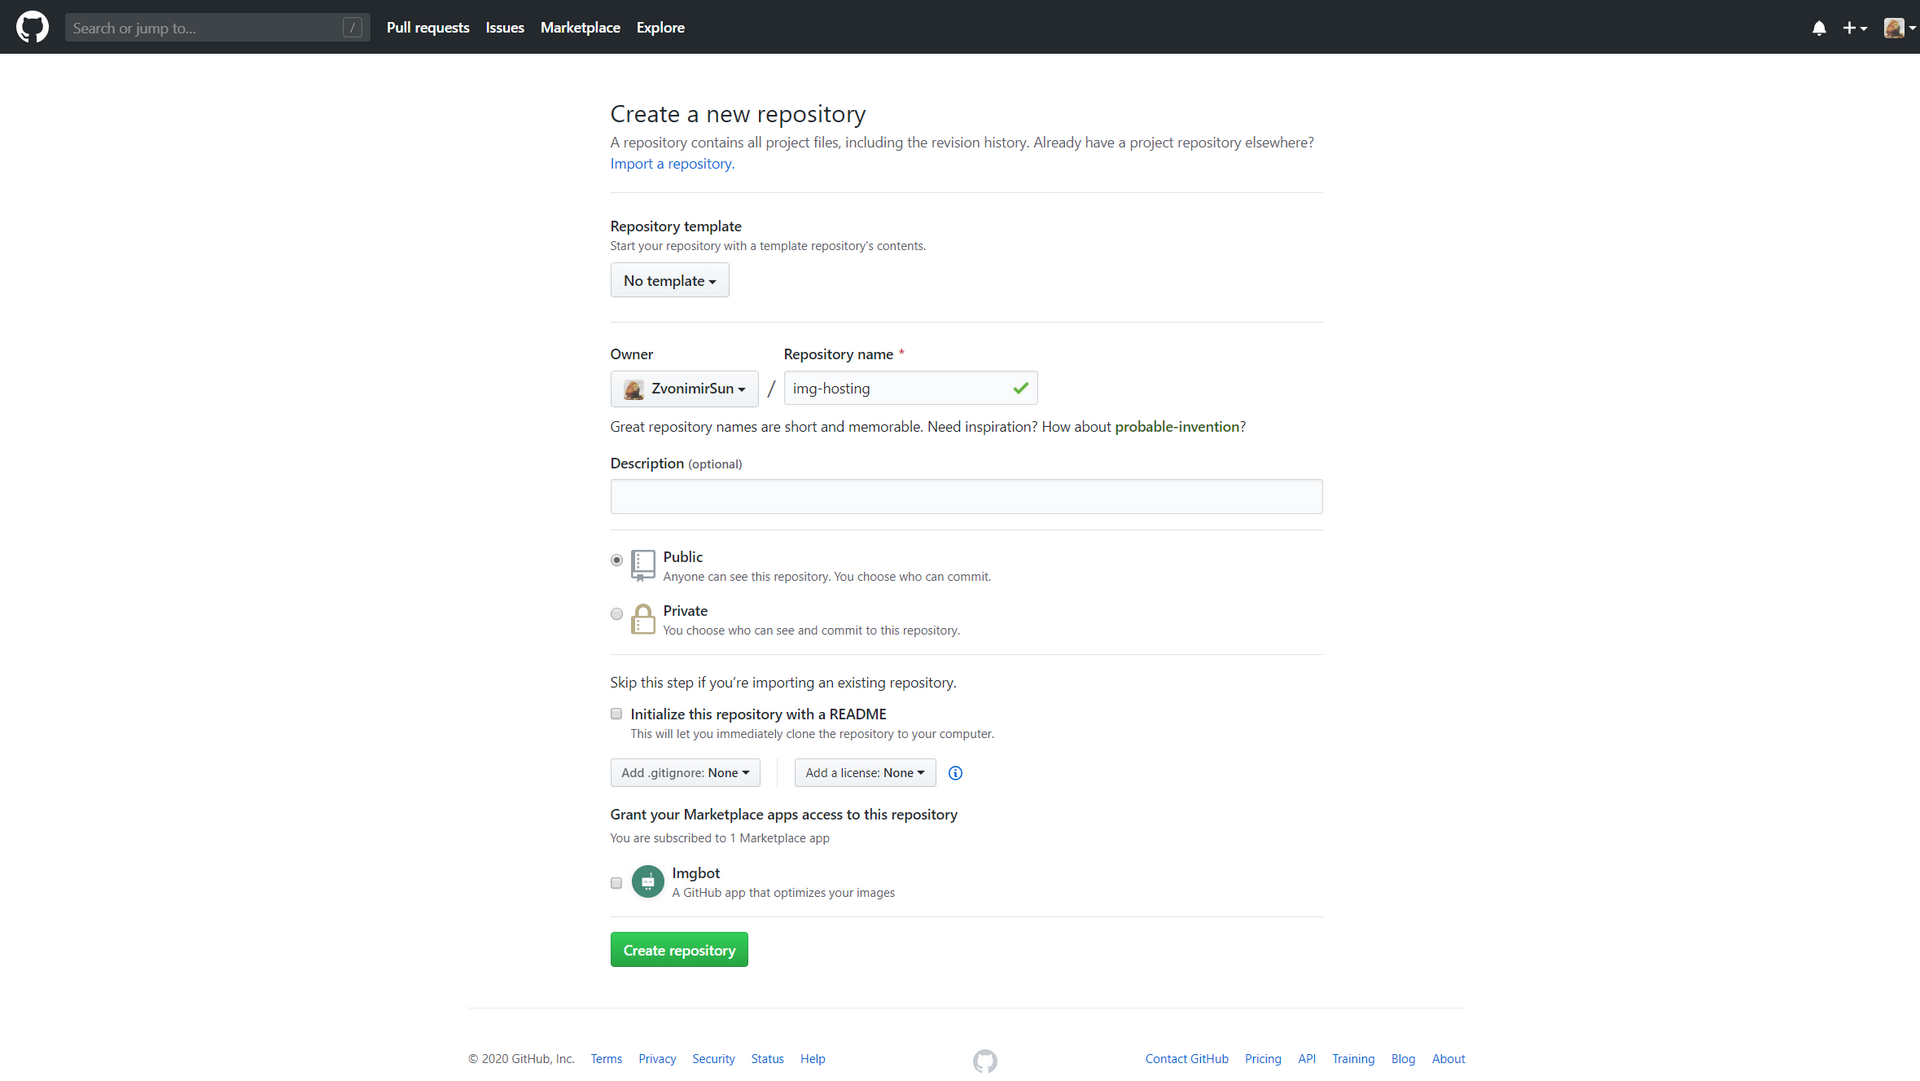 Search or jump to... /
Pull requests Issues Marketplace Explore
Create a new repository
A repository contains all project files, including the revision history. Already have a project repository elsewhere?
Import a repository.
Repository template
Start your repository with a template repository's contents.
No template
Owner Repository name *
ZvonimirSun / img-hosting
Great repository names are short and memorable. Need inspiration? How about probable-invention?
Description (optional)
Public
Anyone can see this repository. You choose who can commit.
Private
You choose who can see and commit to this repository.
Skip this step if you’re importing an existing repository.
Initialize this repository with a README
This will let you immediately clone the repository to your computer.
Add .gitignore: None Add a license: None
Grant your Marketplace apps access to this repository
You are subscribed to 1 Marketplace app
Imgbot
A GitHub app that optimizes your images
Create repository
© 2020 GitHub, Inc. Terms Privacy Security Status Help Contact GitHub Pricing API Training Blog About